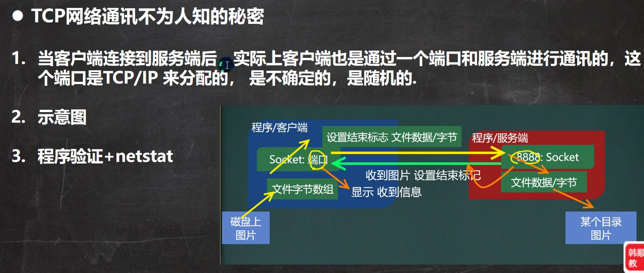 ● TCP网络通讯不为人知的秘密
1. 当客户端连接到服务端后，实际上客户端也是通过一个端口和服务端进行通讯的，这
个端口是TCP/IP 来分配的， 是不确定的，是随机的.
2. 示意图
3. 程序验证+netstat
程序/客户端
设置结束标志 文件数据/字节
程序/服务端
Socket: 端口
8888: Socket
收到图片 设置结束标记
文件字节数组
显示 收到信息
文件数据/字节
磁盘上
图片
某个目录
图片
韩顺
教